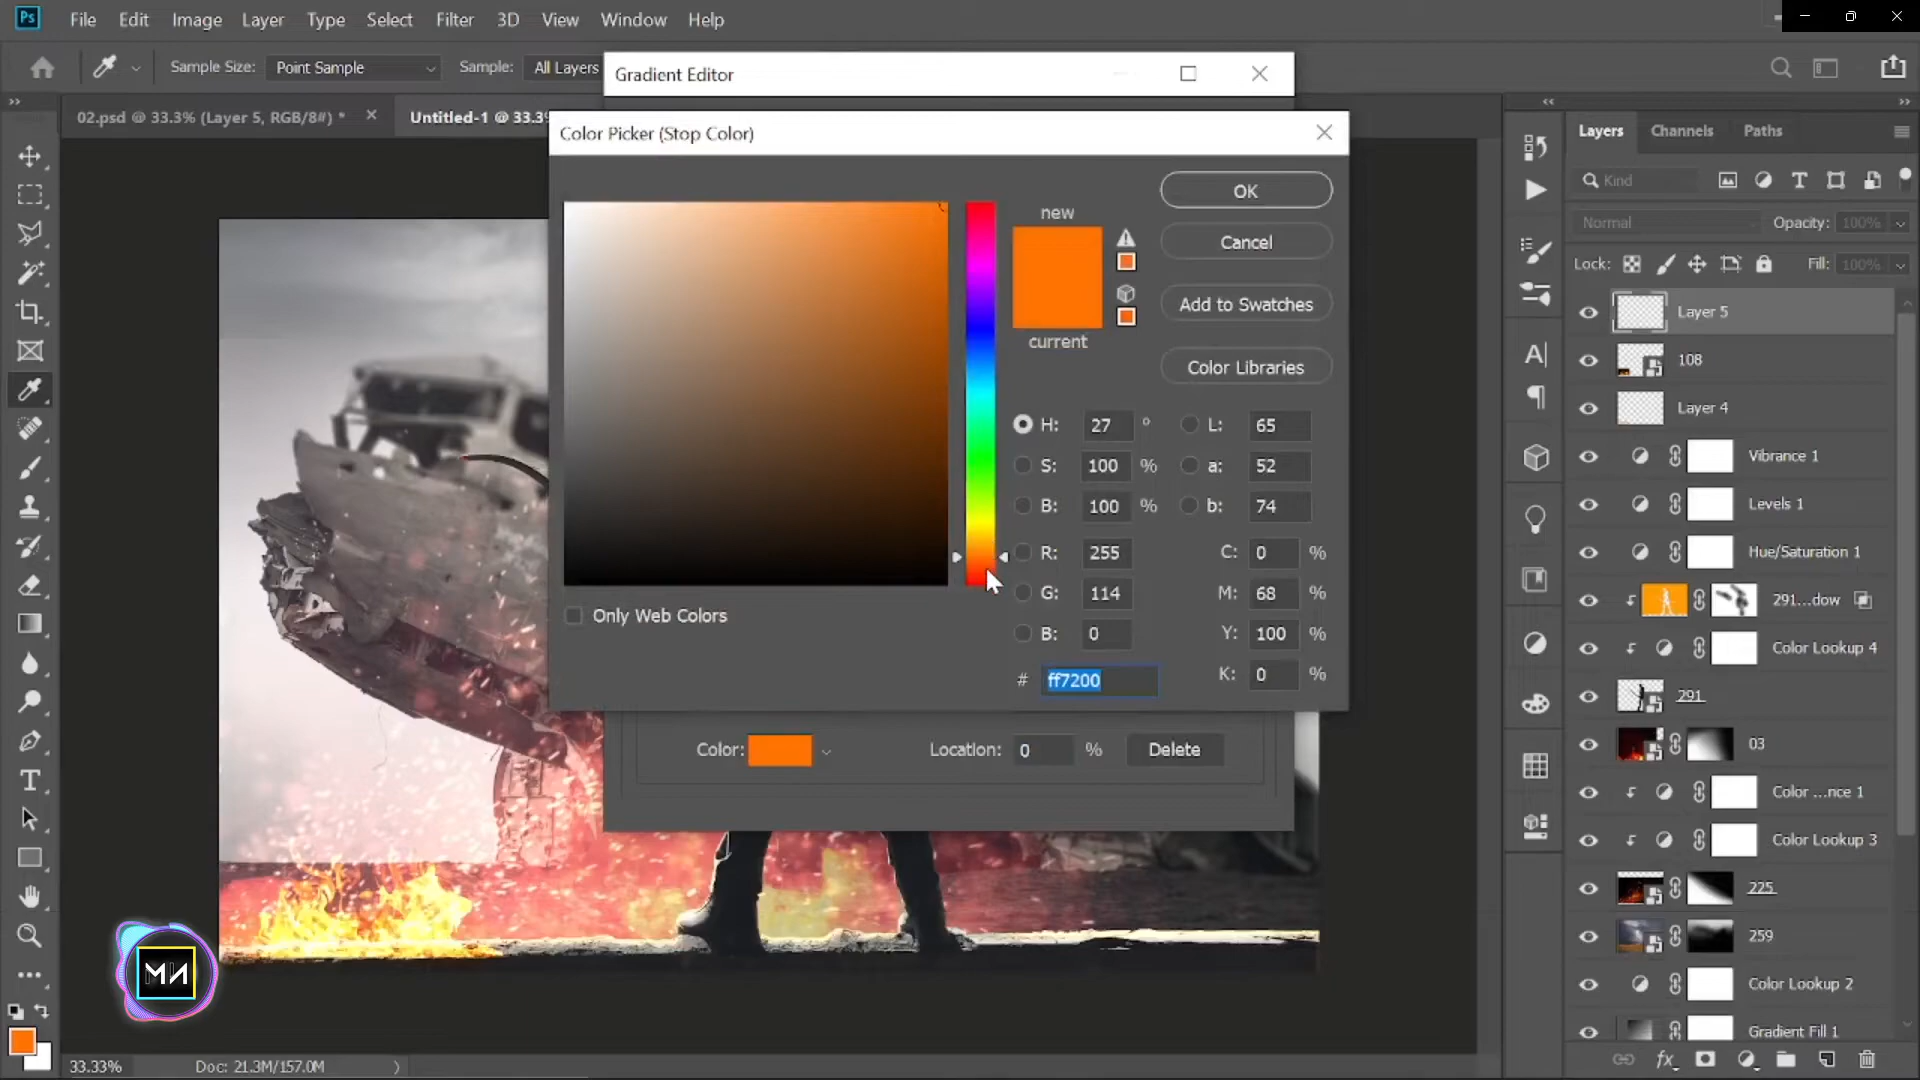 Ps File Edit Image Layer Type Select Filter 3D View Window Help
Sample Size: Point Sample Sample: All Layers
Gradient Editor
02.psd @ 33.3% (Layer 5, RGB/8#) *
Untitled-1 @ 33.3%
Color Picker (Stop Color)
new
current
OK
Cancel
Add to Swatches
Color Libraries
H: 27 °
S: 100 %
B: 100 %
R: 255
G: 114
B: 0
# ff7200
L: 65
a: 52
b: 74
C: 0 %
M: 68 %
Y: 100 %
K: 0 %
Only Web Colors
Color:
Location: 0 %
Delete
Layers Channels Paths
Kind
Normal
Opacity: 100%
Lock:
Fill: 100%
Layer 5
108
Layer 4
Vibrance 1
Levels 1
Hue/Saturation 1
291...dow
Color Lookup 4
291
03
Color ...nce 1
Color Lookup 3
225
259
Color Lookup 2
Gradient Fill 1
fx
33.33%
Doc: 21.3M/157.0M